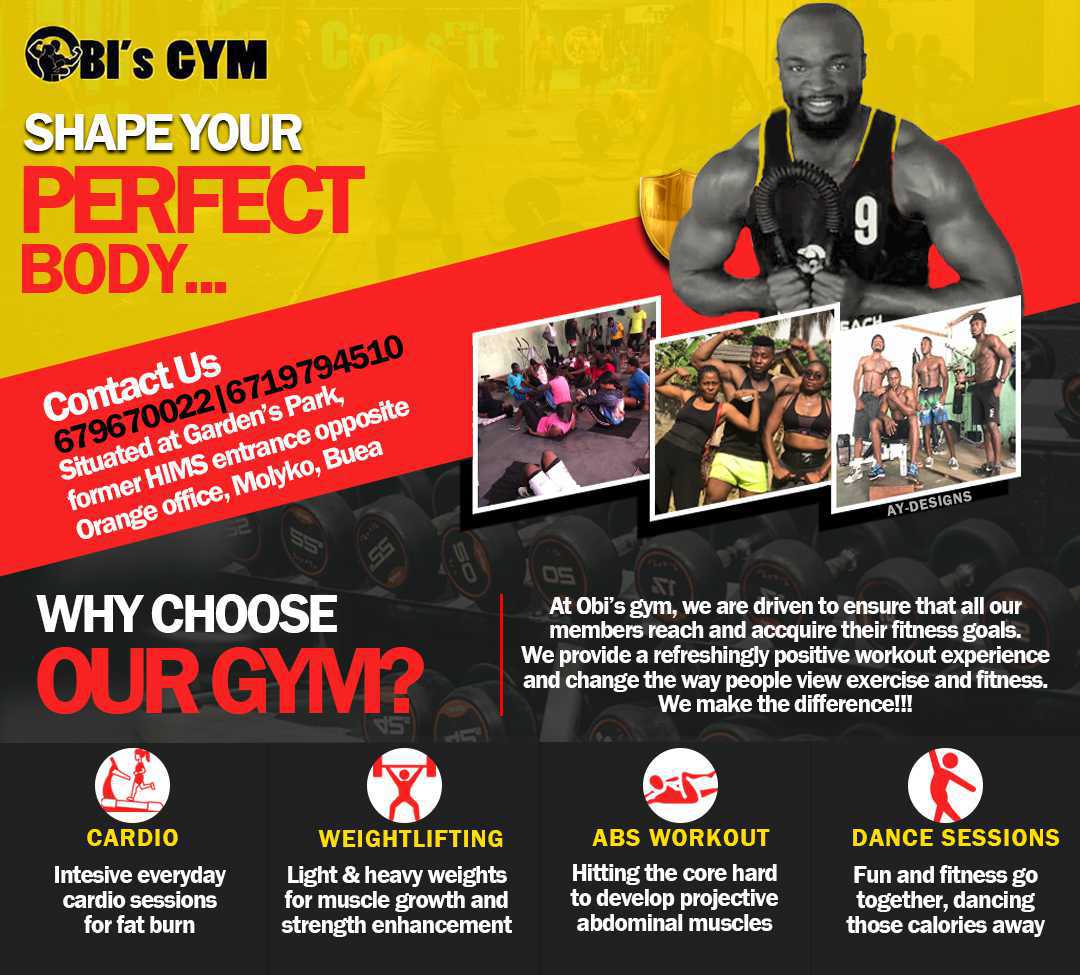 OBI's GYM
SHAPE YOUR
PERFECT
BODY...
Contact Us
679670022|6719794510
Situated at Garden's Park,
former HIMS entrance opposite
Orange office, Molyko, Buea
CrossFit
9
AY-DESIGNS
WHY CHOOSE
OUR GYM?
At Obi's gym, we are driven to ensure that all our
members reach and accquire their fitness goals.
We provide a refreshingly positive workout experience
and change the way people view exercise and fitness.
We make the difference!!!
CARDIO
Intesive everyday
cardio sessions
for fat burn
WEIGHTLIFTING
Light & heavy weights
for muscle growth and
strength enhancement
ABS WORKOUT
Hitting the core hard
to develop projective
abdominal muscles
DANCE SESSIONS
Fun and fitness go
together, dancing
those calories away